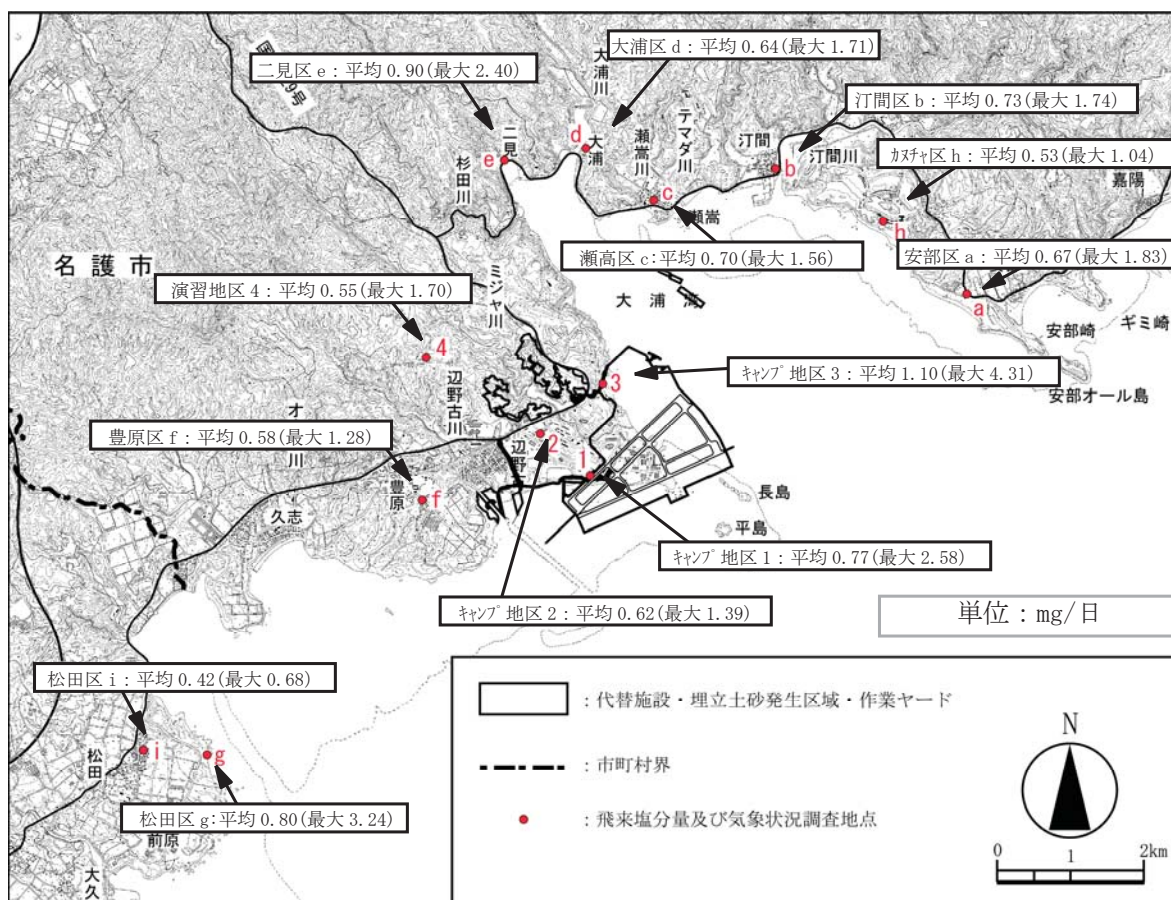 大浦区 d : 平均 0.64(最大 1.71)
二見区 e : 平均 0.90(最大 2.40)
汀間区 b : 平均 0.73(最大 1.74)
ｶﾇﾁｬ区 h : 平均 0.53(最大 1.04)
瀬高区 c:平均 0.70(最大 1.56)
安部区 a : 平均 0.67(最大 1.83)
演習地区 4 : 平均 0.55(最大 1.70)
ｷｬﾝﾌﾟ地区 3 : 平均 1.10(最大 4.31)
豊原区 f : 平均 0.58(最大 1.28)
ｷｬﾝﾌﾟ地区 1 : 平均 0.77(最大 2.58)
ｷｬﾝﾌﾟ地区 2 : 平均 0.62(最大 1.39)
単位 : mg/日
松田区 i : 平均 0.42(最大 0.68)
松田区 g:平均 0.80(最大 3.24)
大浦川
二見
d
大浦
e
杉田川
瀬嵩川
テマダ川
汀間
汀間川
b
嘉陽
c
h
名護市
ミジャ川
大浦湾
a
安部崎
ギミ崎
安部オール島
4
3
辺野古川
2
1
豊原
f
久志
長島
平島
i
g
松田
前原
大久
: 代替施設・埋立土砂発生区域・作業ヤード
: 市町村界
: 飛来塩分量及び気象状況調査地点
N
0 1 2km